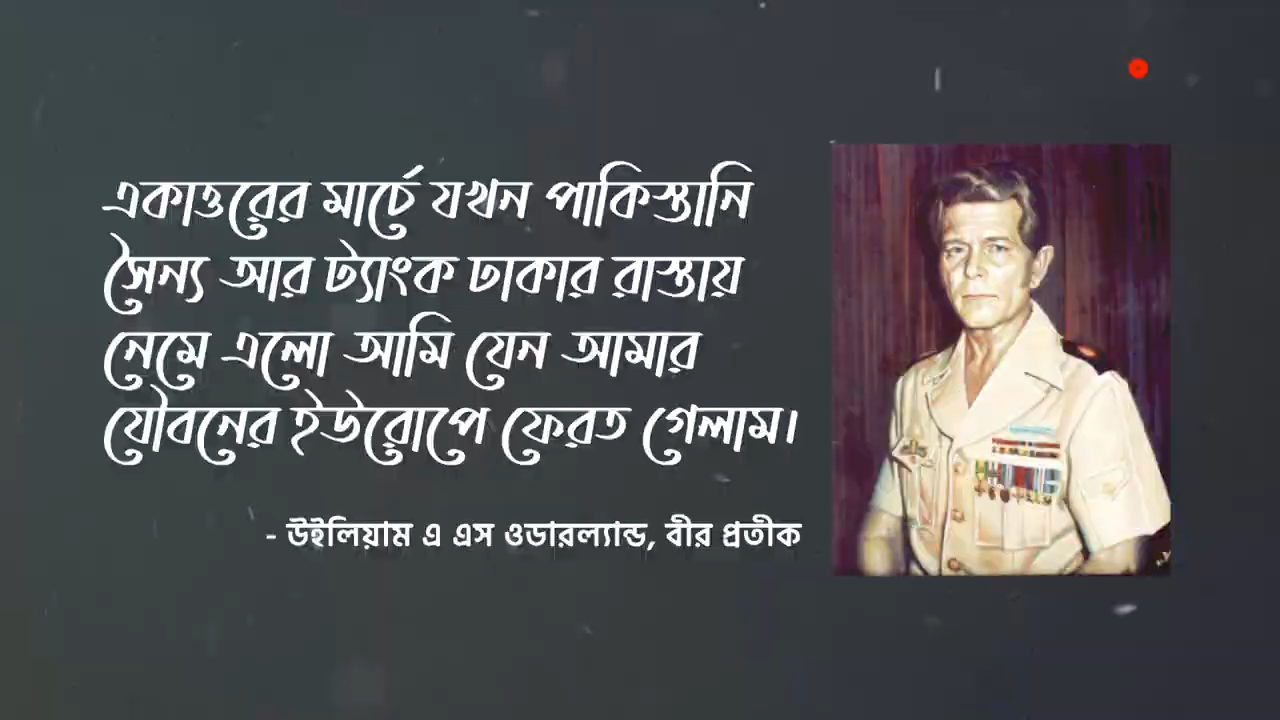 একাত্তরের মার্চে যখন পাকিস্তানি
সৈন্য আর ট্যাংক ঢাকার রাস্তায়
নেমে এলো আমি যেন আমার
যৌবনের ইউরোপে ফেরত গেলাম।
- উইলিয়াম এ এস ওডারল্যান্ড, বীর প্রতীক